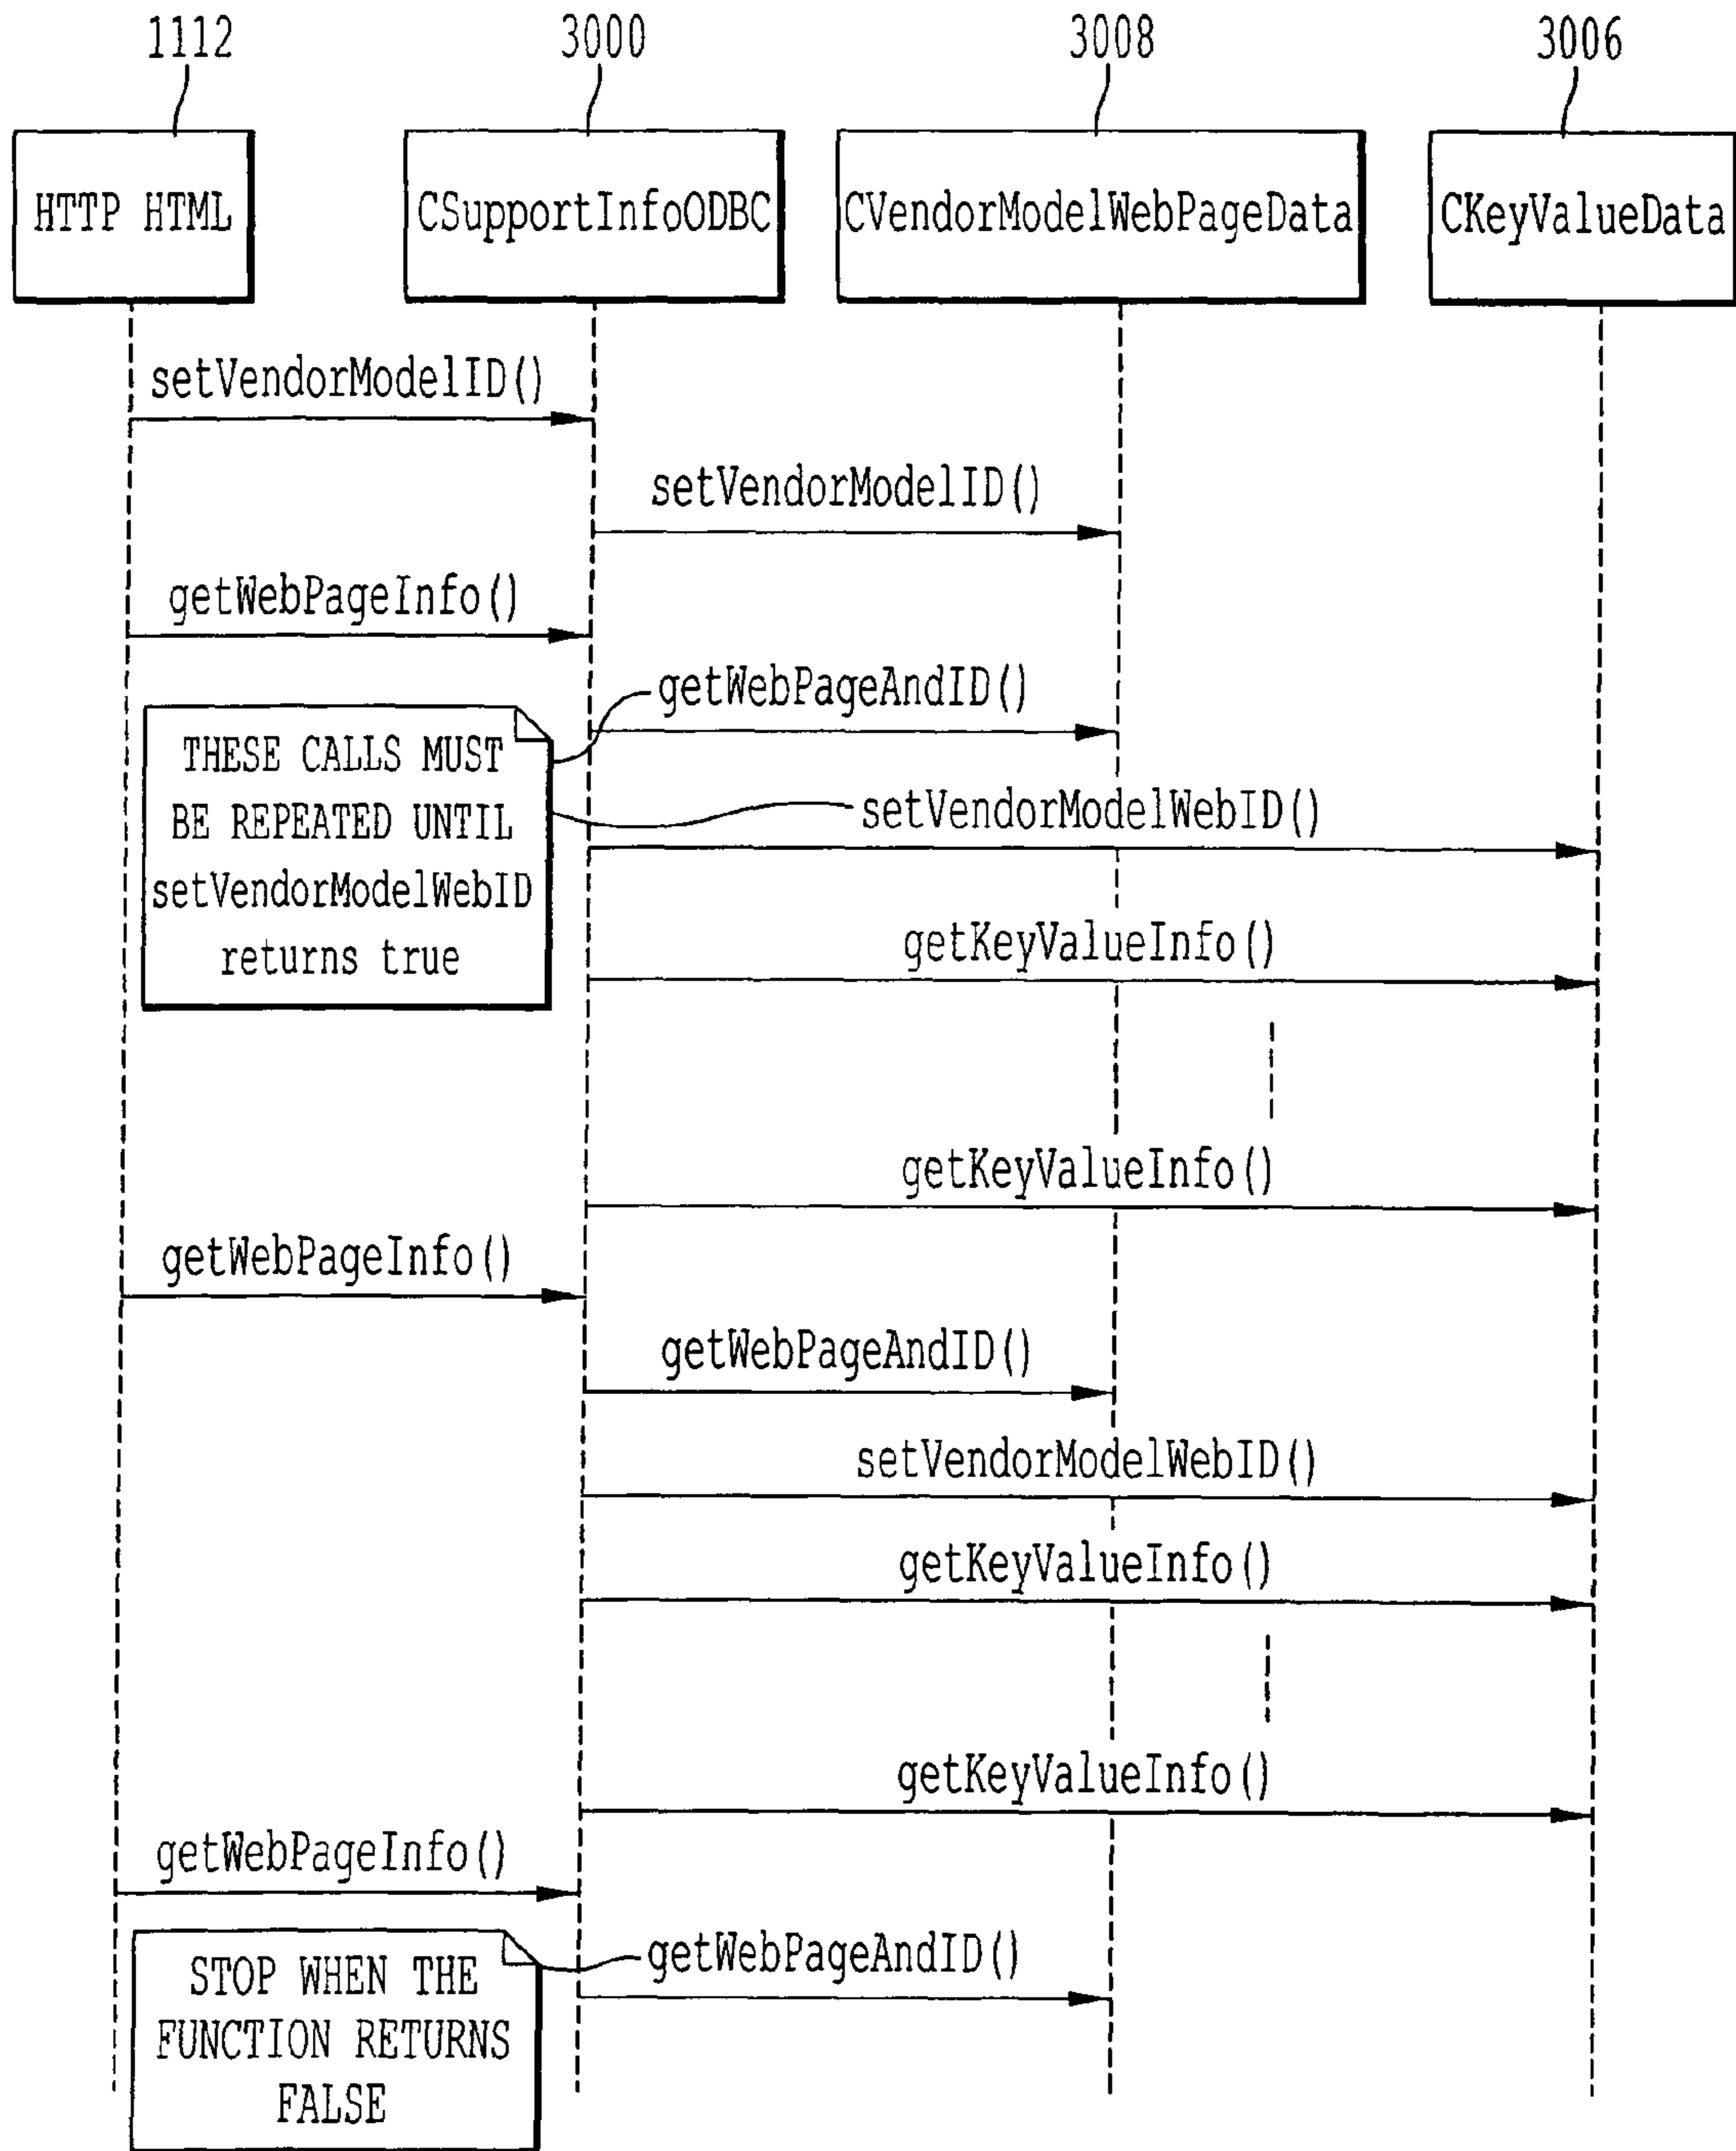 1112
3000
3008
3006
HTTP HTML
CSupportInfoODBC
CVendorModelWebPageData
CKeyValueData
setVendorModelID()
setVendorModelID()
getWebPageInfo()
getWebPageAndID()
THESE CALLS MUST
BE REPEATED UNTIL
setVendorModelWebID
returns true
setVendorModelWebID()
getKeyValueInfo()
getKeyValueInfo()
getWebPageInfo()
getWebPageAndID()
setVendorModelWebID()
getKeyValueInfo()
getKeyValueInfo()
getWebPageInfo()
getWebPageAndID()
STOP WHEN THE
FUNCTION RETURNS
FALSE